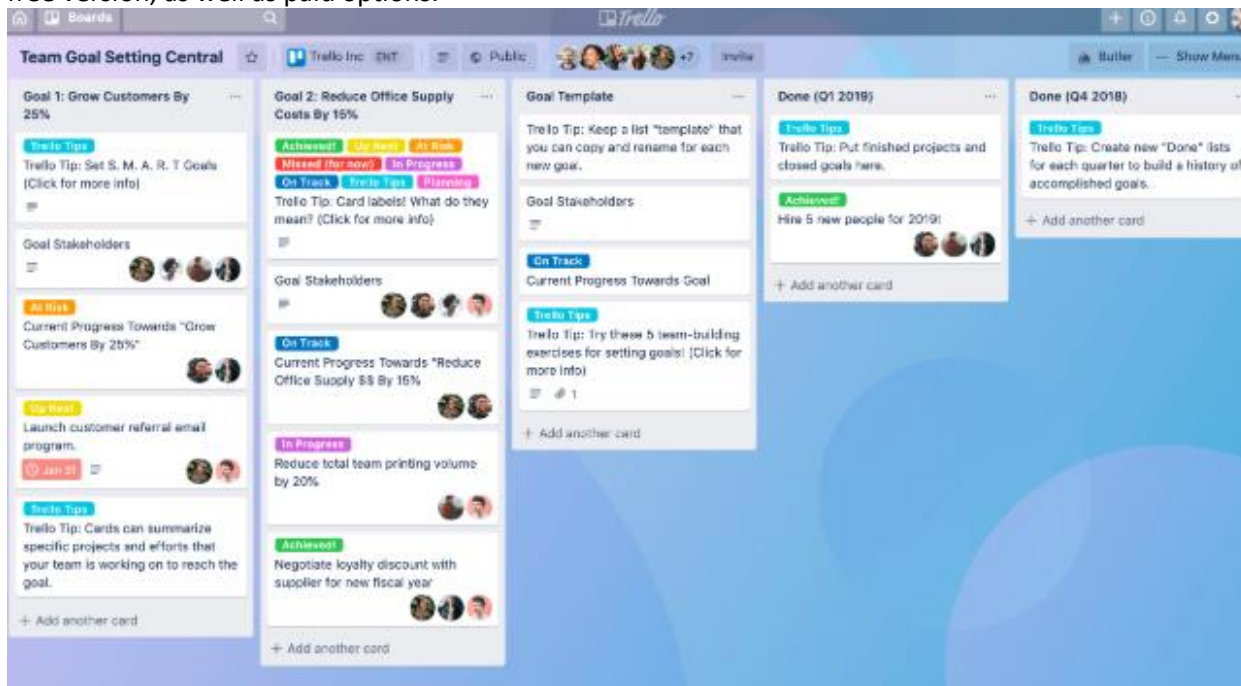 free version, as well as paid options.
Boards
Trello
Team Goal Setting Central
Trello Inc ENT
Public
+7
Invite
Butler
Show Menu
Goal 1: Grow Customers By
25%
Trello Tips
Trello Tip: Set S. M. A. R. T Goals
(Click for more info)
Goal Stakeholders
At Risk
Current Progress Towards "Grow
Customers By 25%"
Up Next
Launch customer referral email
program.
Jan 31
Trello Tips
Trello Tip: Cards can summarize
specific projects and efforts that
your team is working on to reach the
goal.
+ Add another card
Goal 2: Reduce Office Supply
Costs By 15%
Achieved! Up Next At Risk
Missed (for now) In Progress
On Track Trello Tips Planning
Trello Tip: Card labels! What do they
mean? (Click for more info)
Goal Stakeholders
On Track
Current Progress Towards "Reduce
Office Supply $$ By 15%
In Progress
Reduce total team printing volume
by 20%
Achieved!
Negotiate loyalty discount with
supplier for new fiscal year
+ Add another card
Goal Template
Trello Tip: Keep a list "template" that
you can copy and rename for each
new goal.
Goal Stakeholders
On Track
Current Progress Towards Goal
Trello Tips
Trello Tip: Try these 5 team-building
exercises for setting goals! (Click for
more info)
1
+ Add another card
Done (Q1 2019)
Trello Tips
Trello Tip: Put finished projects and
closed goals here.
Achieved!
Hire 5 new people for 2019!
+ Add another card
Done (Q4 2018)
Trello Tips
Trello Tip: Create new "Done" lists
for each quarter to build a history of
accomplished goals.
+ Add another card